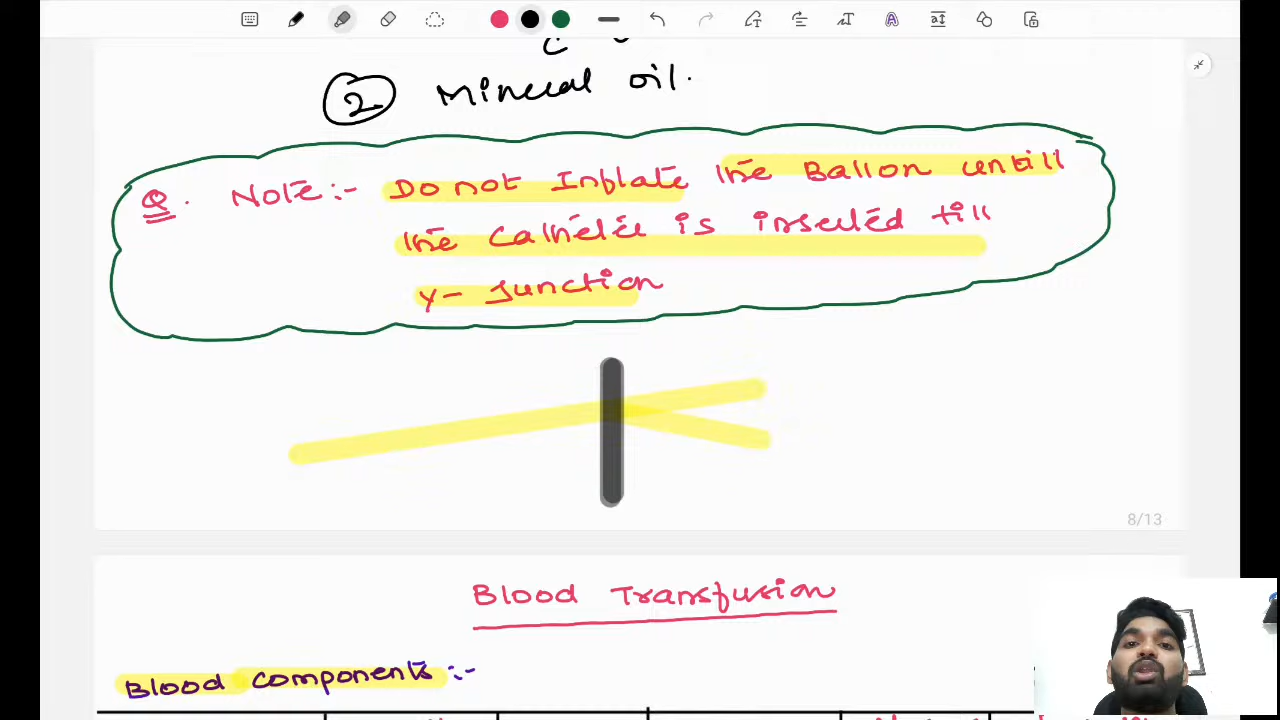 2 Mineral oil.
Q. Note:- Do not Inflate the Ballon untill
the Catheter is inserted till
Y- Junction
8/13
Blood Transfusion
Blood components:-